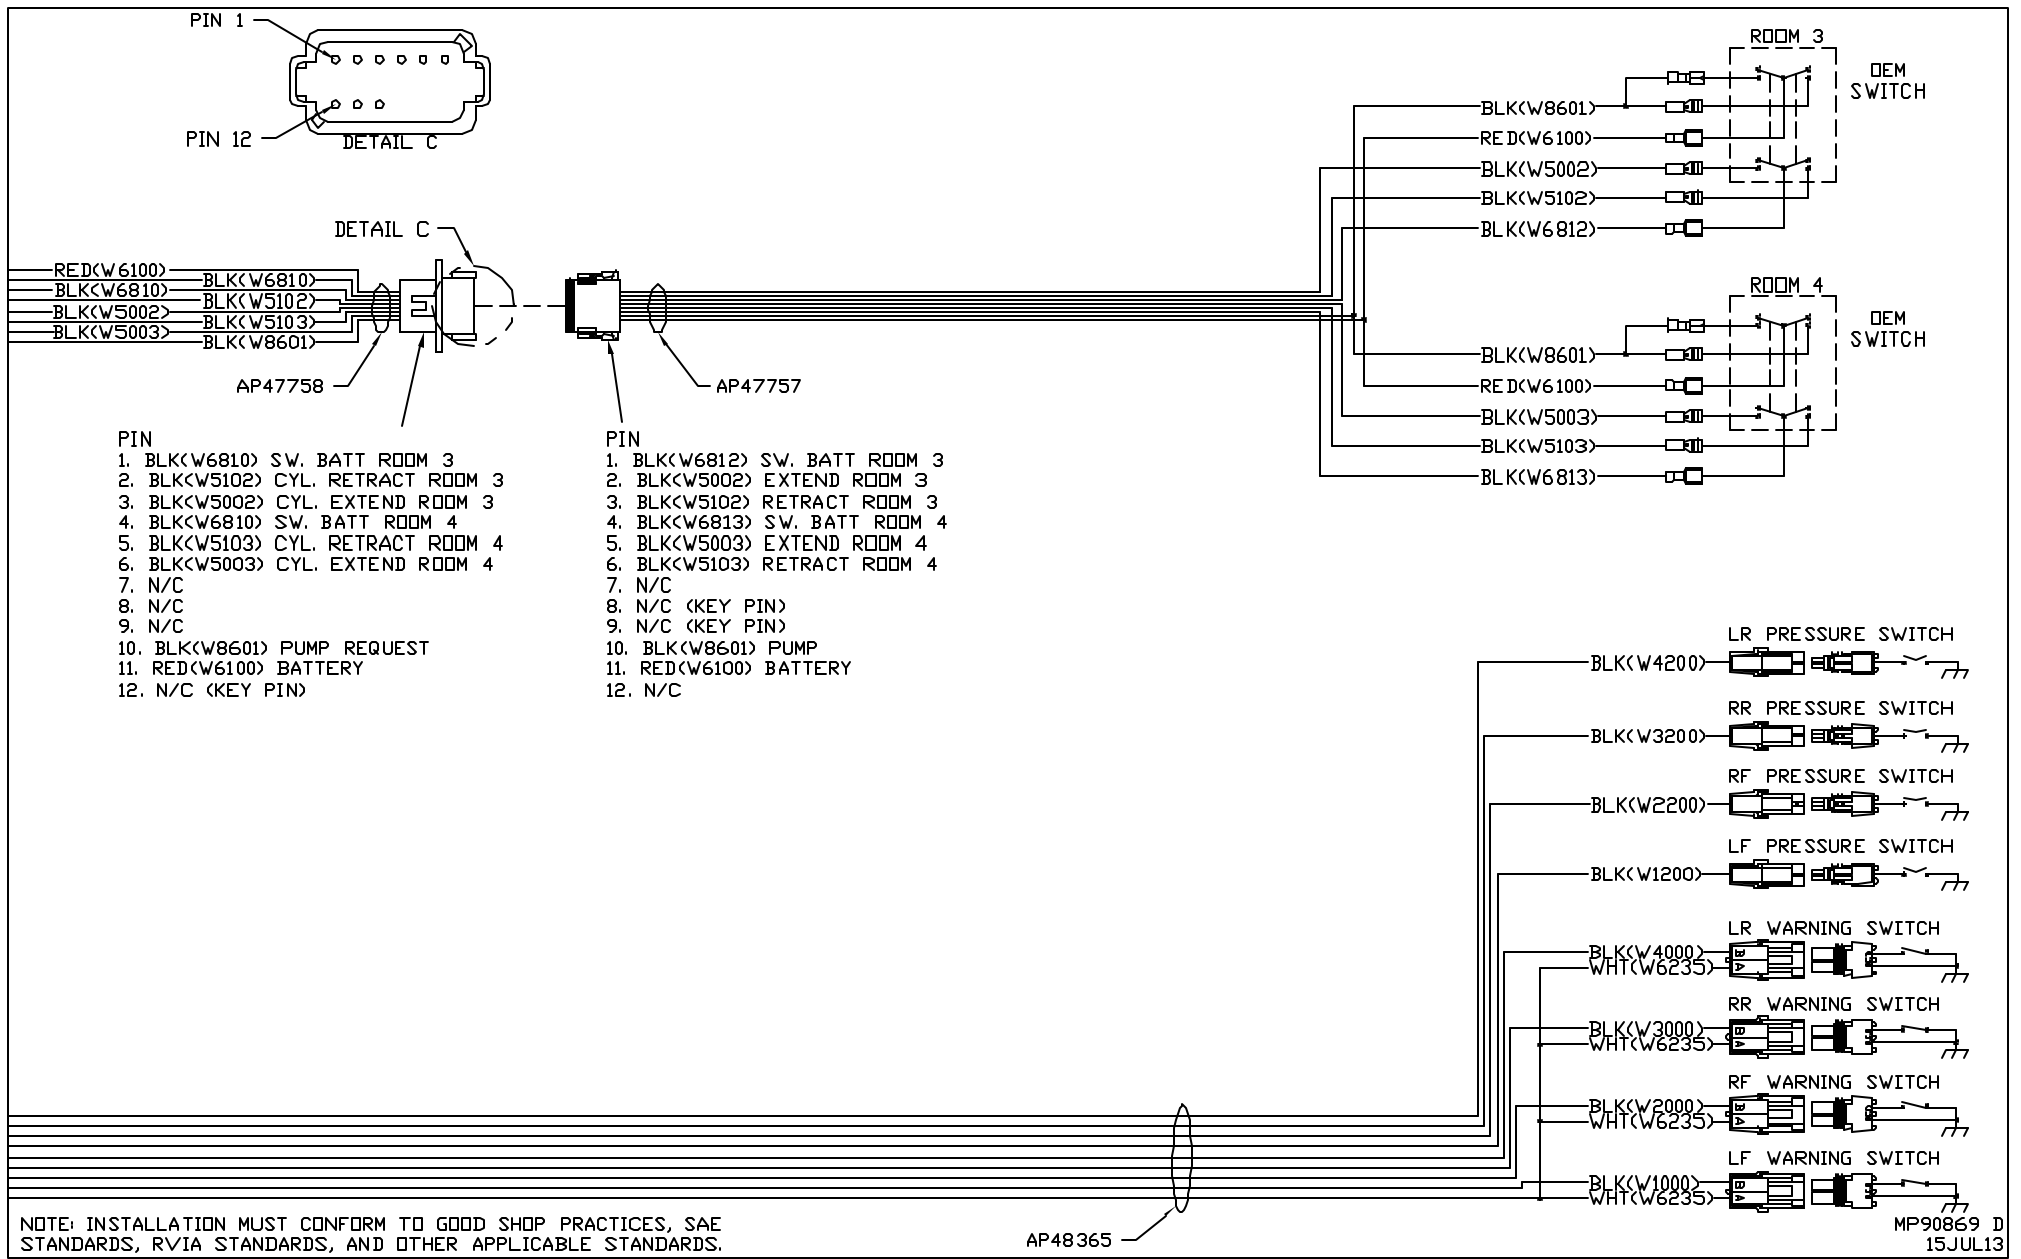 PIN 1
PIN 12
DETAIL C
DETAIL C
RED(W6100)
BLK(W6810)
BLK(W6810)
BLK(W5102)
BLK(W5002)
BLK(W5103)
BLK(W5003)
BLK(W8601)
AP47758
AP47757
PIN
1. BLK(W6810) SW. BATT ROOM 3
2. BLK(W5102) CYL. RETRACT ROOM 3
3. BLK(W5002) CYL. EXTEND ROOM 3
4. BLK(W6810) SW. BATT ROOM 4
5. BLK(W5103) CYL. RETRACT ROOM 4
6. BLK(W5003) CYL. EXTEND ROOM 4
7. N/C
8. N/C
9. N/C
10. BLK(W8601) PUMP REQUEST
11. RED(W6100) BATTERY
12. N/C (KEY PIN)
PIN
1. BLK(W6812) SW. BATT ROOM 3
2. BLK(W5002) EXTEND ROOM 3
3. BLK(W5102) RETRACT ROOM 3
4. BLK(W6813) SW. BATT ROOM 4
5. BLK(W5003) EXTEND ROOM 4
6. BLK(W5103) RETRACT ROOM 4
7. N/C
8. N/C (KEY PIN)
9. N/C (KEY PIN)
10. BLK(W8601) PUMP
11. RED(W6100) BATTERY
12. N/C
ROOM 3
OEM
SWITCH
BLK(W8601)
RED(W6100)
BLK(W5002)
BLK(W5102)
BLK(W6812)
ROOM 4
OEM
SWITCH
BLK(W8601)
RED(W6100)
BLK(W5003)
BLK(W5103)
BLK(W6813)
LR PRESSURE SWITCH
BLK(W4200)
RR PRESSURE SWITCH
BLK(W3200)
RF PRESSURE SWITCH
BLK(W2200)
LF PRESSURE SWITCH
BLK(W1200)
LR WARNING SWITCH
BLK(W4000)
WHT(W6235)
B
A
RR WARNING SWITCH
BLK(W3000)
WHT(W6235)
B
A
RF WARNING SWITCH
BLK(W2000)
WHT(W6235)
B
A
LF WARNING SWITCH
BLK(W1000)
WHT(W6235)
B
A
AP48365
NOTE: INSTALLATION MUST CONFORM TO GOOD SHOP PRACTICES, SAE
STANDARDS, RVIA STANDARDS, AND OTHER APPLICABLE STANDARDS.
MP90869 D
15JUL13